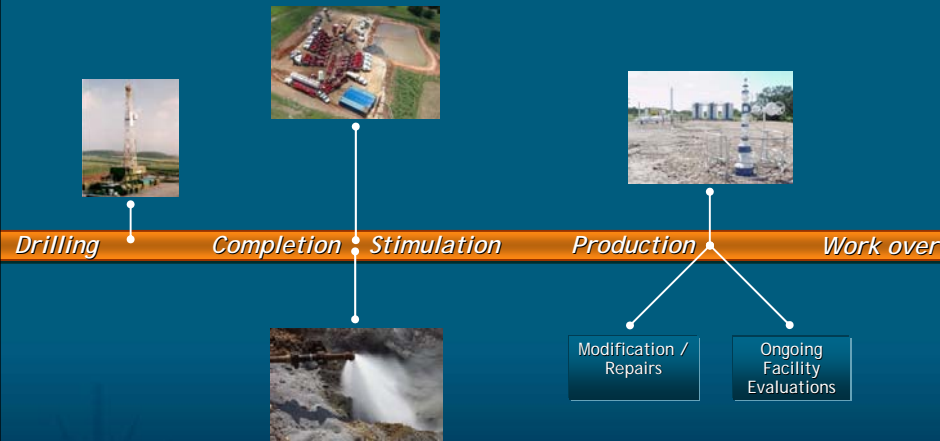 Drilling
Completion
Stimulation
Production
Work over
Modification /
Repairs
Ongoing
Facility
Evaluations